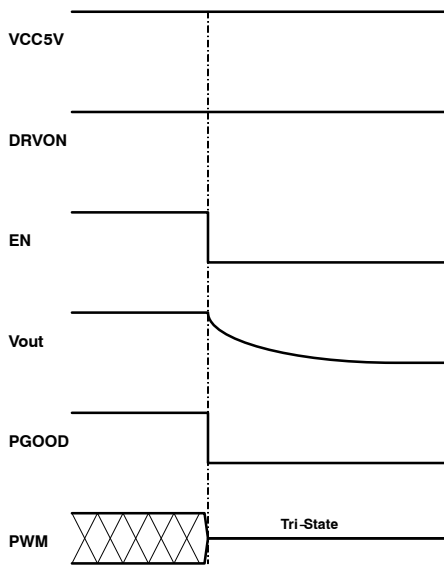 VCC5V
DRVON
EN
Vout
PGOOD
Tri-State
PWM